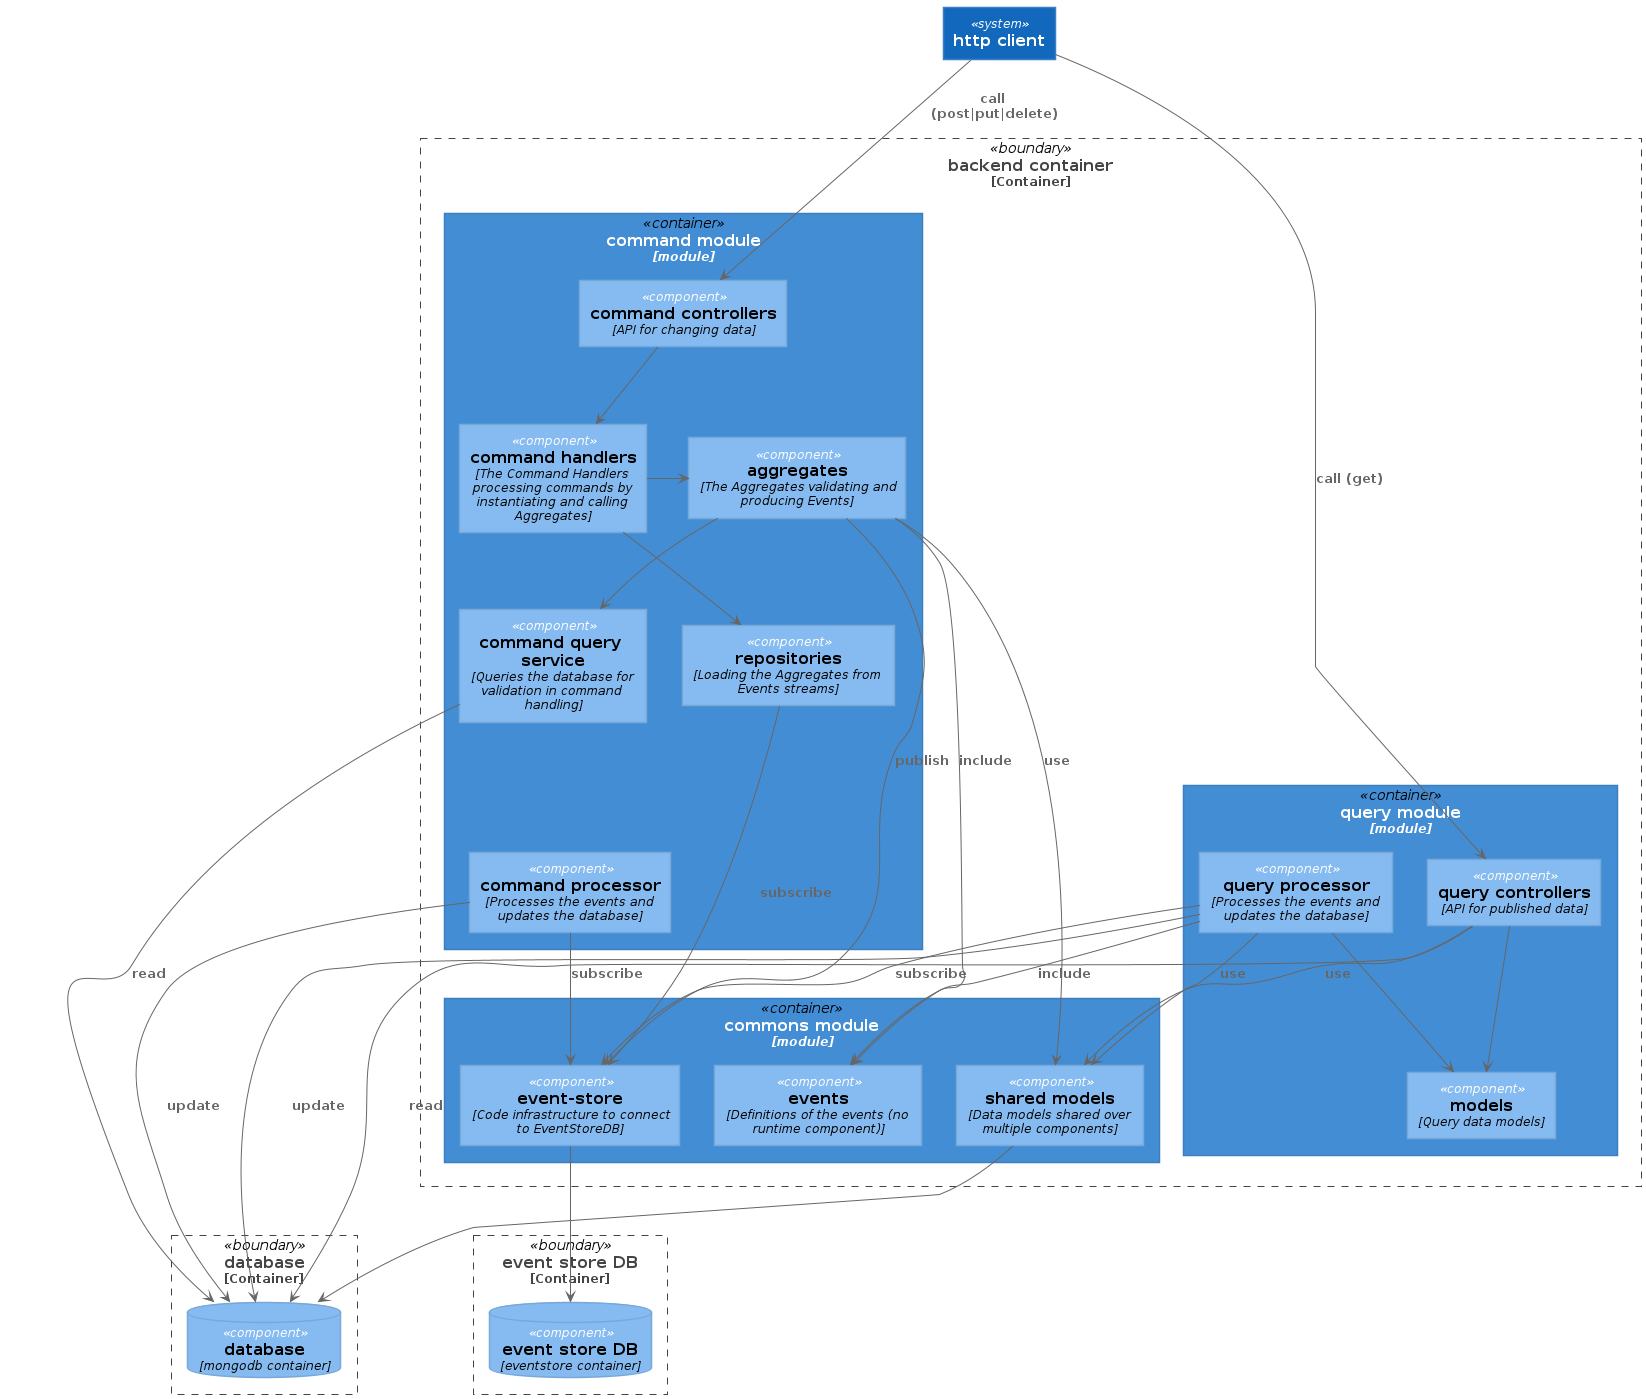 «system»
http client
call
(post|put|delete)
«boundary»
backend container
[Container]
«container»
command module
[module]
«component»
command controllers
[API for changing data]
«component»
command handlers
[The Command Handlers
processing commands by
instantiating and calling
Aggregates]
«component»
aggregates
[The Aggregates validating and
producing Events]
call (get)
«component»
command query
service
[Queries the database for
validation in command
handling]
«component»
repositories
[Loading the Aggregates from
Events streams]
publish
include
use
«container»
query module
[module]
«component»
command processor
[Processes the events and
updates the database]
subscribe
«component»
query processor
[Processes the events and
updates the database]
«component»
query controllers
[API for published data]
read
subscribe
subscribe
include
use
use
«container»
commons module
[module]
update
update
read
«component»
event-store
[Code infrastructure to connect
to EventStoreDB]
«component»
events
[Definitions of the events (no
runtime component)]
«component»
shared models
[Data models shared over
multiple components]
«component»
models
[Query data models]
«boundary»
database
[Container]
«component»
database
[mongodb container]
«boundary»
event store DB
[Container]
«component»
event store DB
[eventstore container]